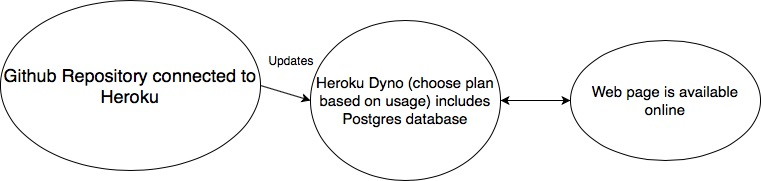 Github Repository connected to
Heroku
Updates
Heroku Dyno (choose plan
based on usage) includes
Postgres database
Web page is available
online